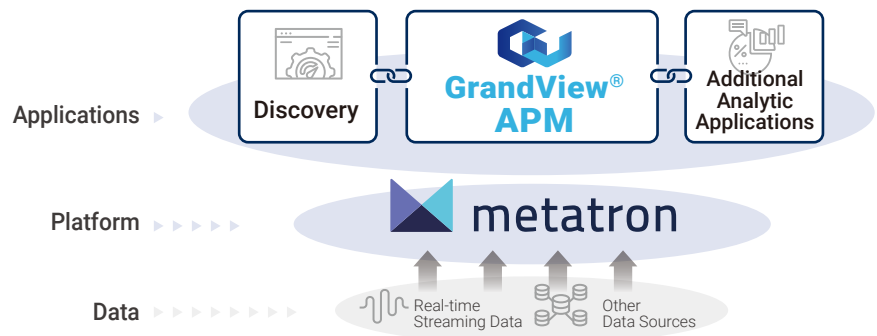 Applications
Discovery
GrandView®
APM
Additional
Analytic
Applications
Platform
metatron
Data
Real-time
Streaming Data
Other
Data Sources